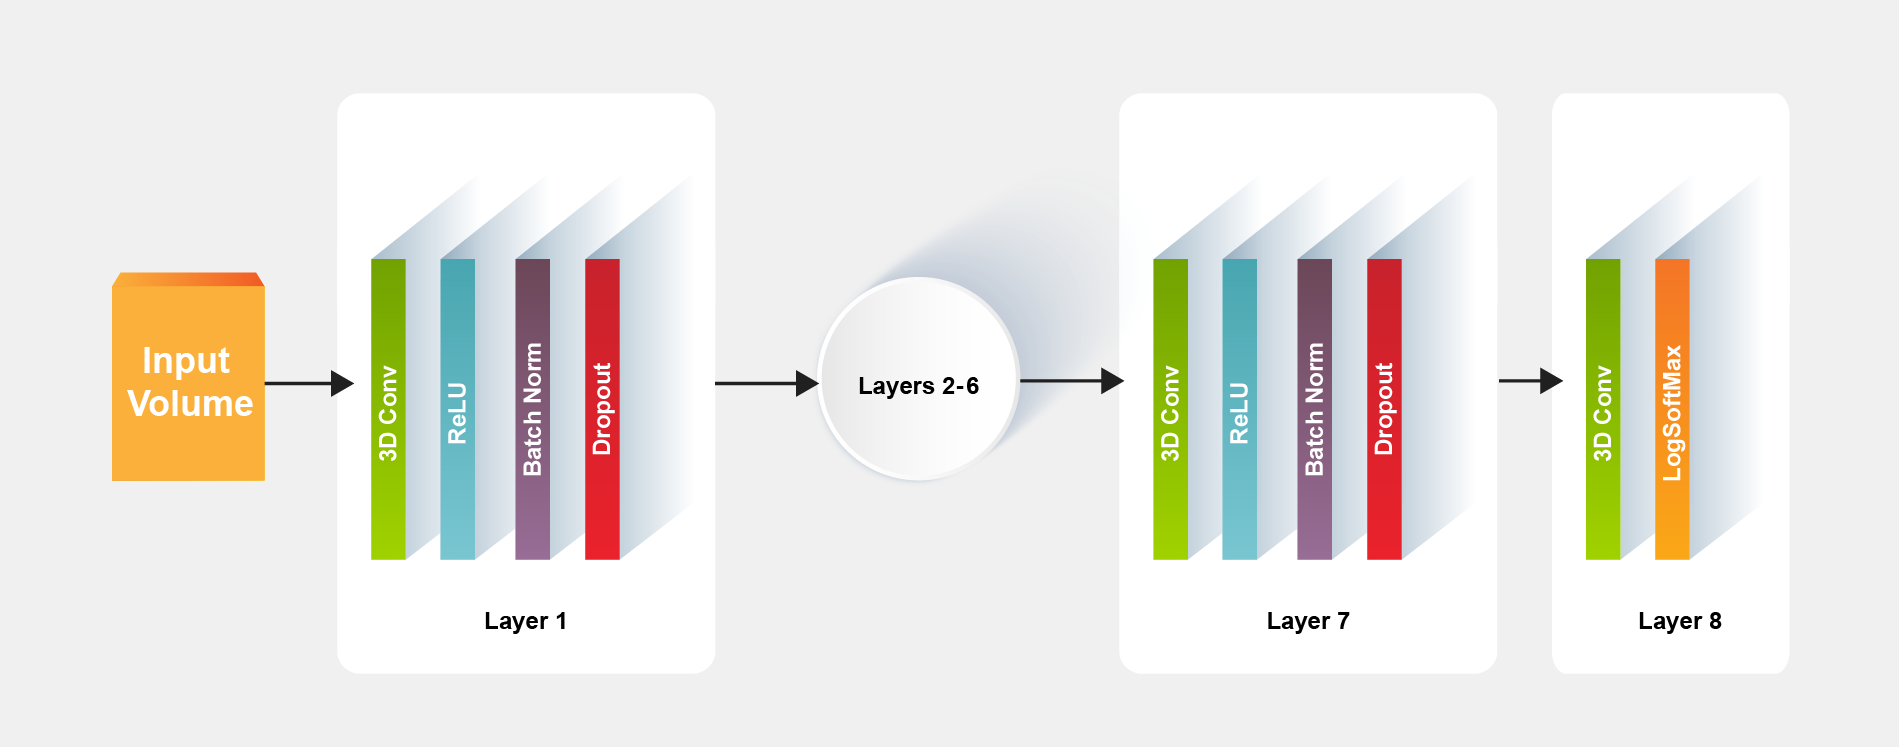 Input
Volume
3D Conv
ReLU
Batch Norm
Dropout
Layer 1
Layers 2-6
3D Conv
ReLU
Batch Norm
Dropout
Layer 7
3D Conv
LogSoftMax
Layer 8